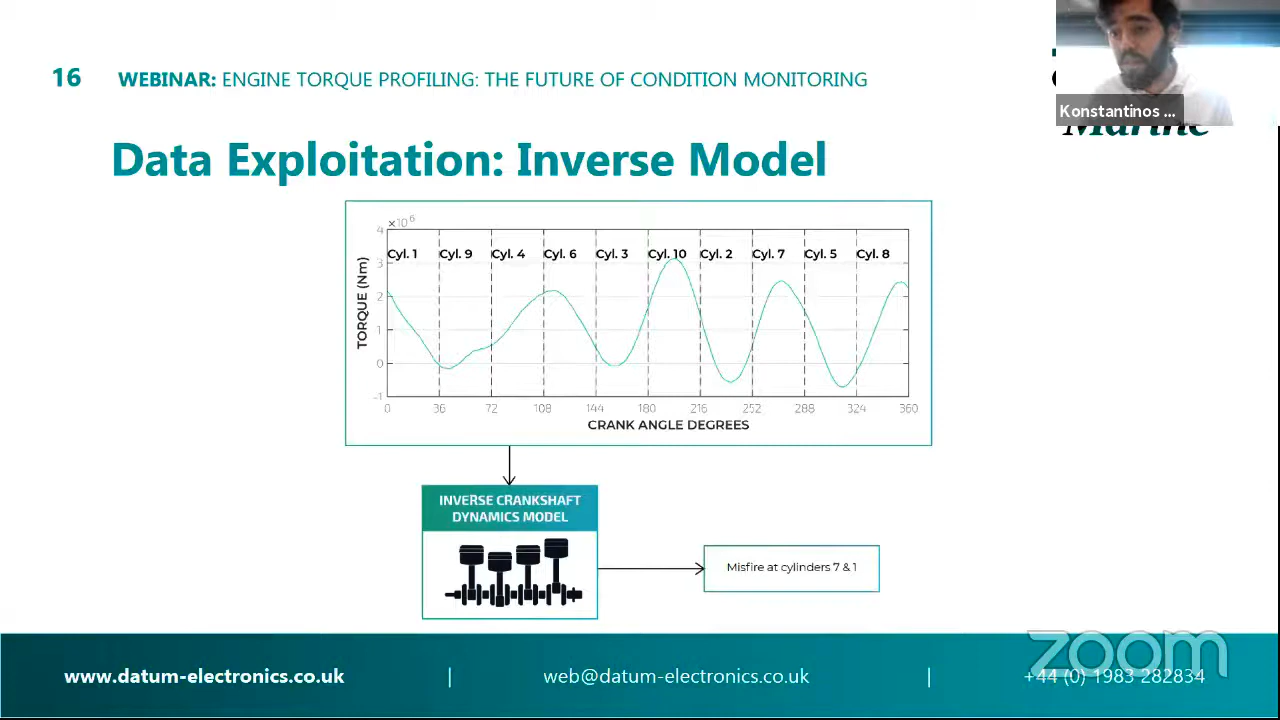 16 WEBINAR: ENGINE TORQUE PROFILING: THE FUTURE OF CONDITION MONITORING
Konstantinos ...
Marine
Data Exploitation: Inverse Model
×10^6
4
3
2
1
0
-1
TORQUE (Nm)
Cyl. 1 Cyl. 9 Cyl. 4 Cyl. 6 Cyl. 3 Cyl. 10 Cyl. 2 Cyl. 7 Cyl. 5 Cyl. 8
0 36 72 108 144 180 216 252 288 324 360
CRANK ANGLE DEGREES
INVERSE CRANKSHAFT
DYNAMICS MODEL
Misfire at cylinders 7 & 1
zoom
www.datum-electronics.co.uk | web@datum-electronics.co.uk | +44 (0) 1983 282834